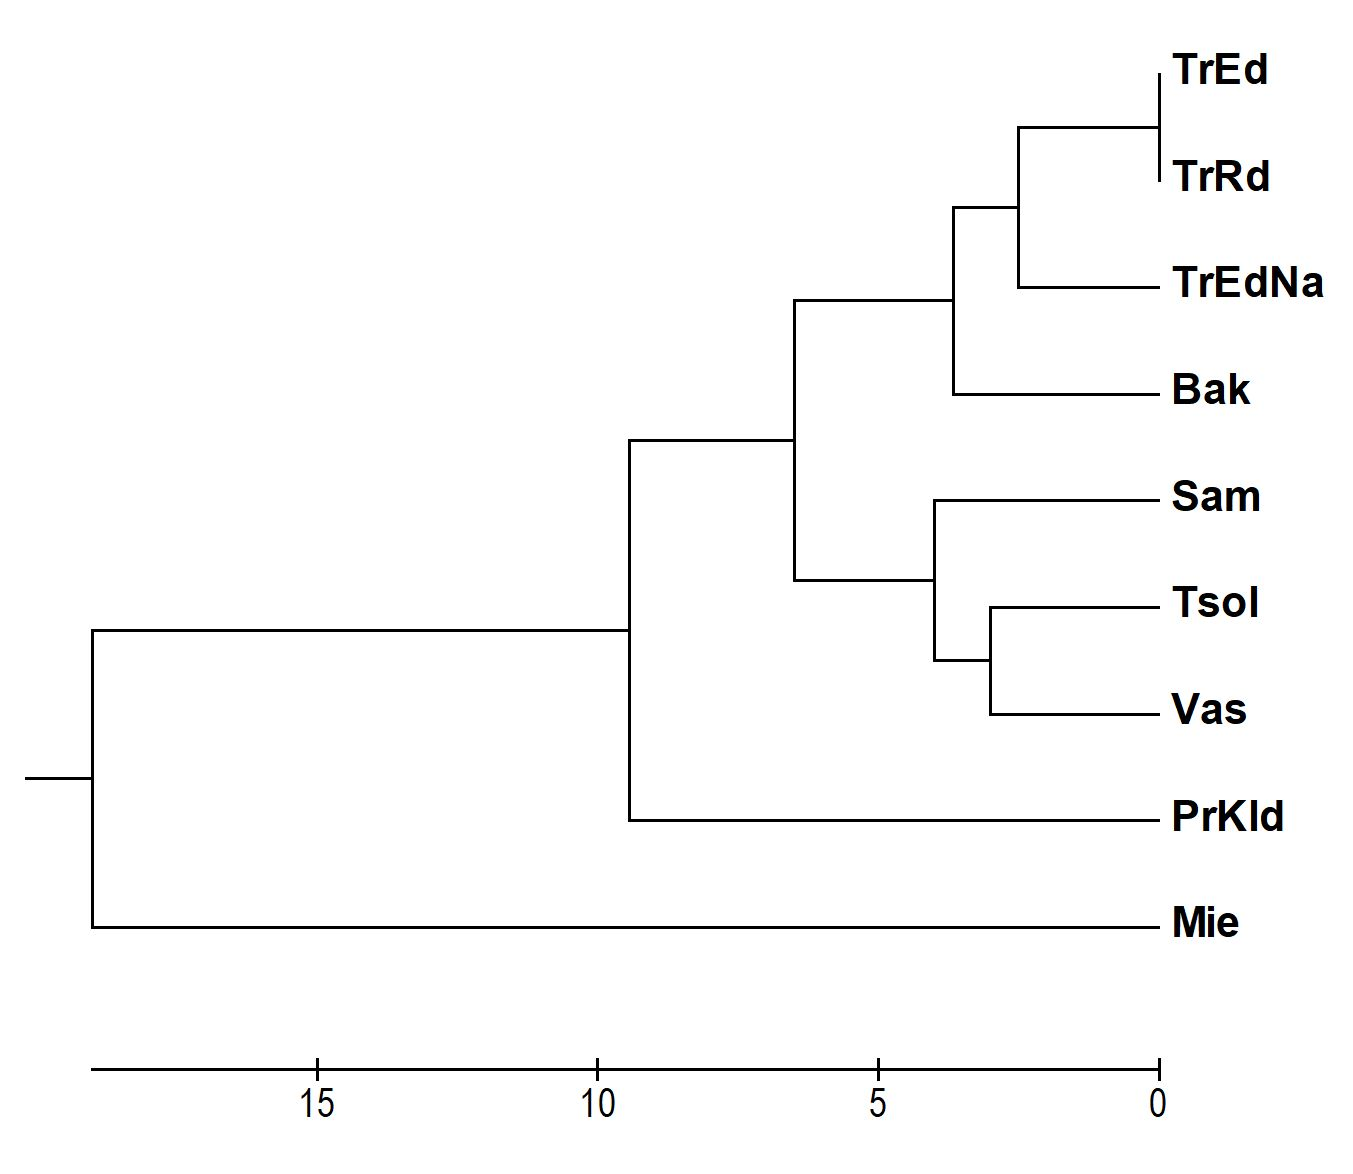 TrEd
TrRd
TrEdNa
Bak
Sam
Tsol
Vas
PrKld
Mie
15 10 5 0